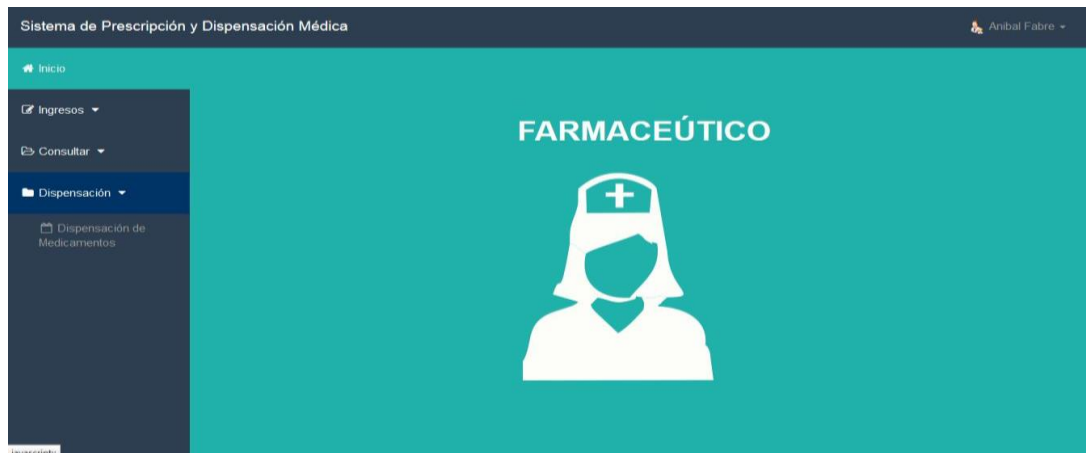 Sistema de Prescripción y Dispensación Médica
Anibal Fabre
Inicio
Ingresos
Consultar
Dispensación
Dispensación de
Medicamentos
FARMACEÚTICO